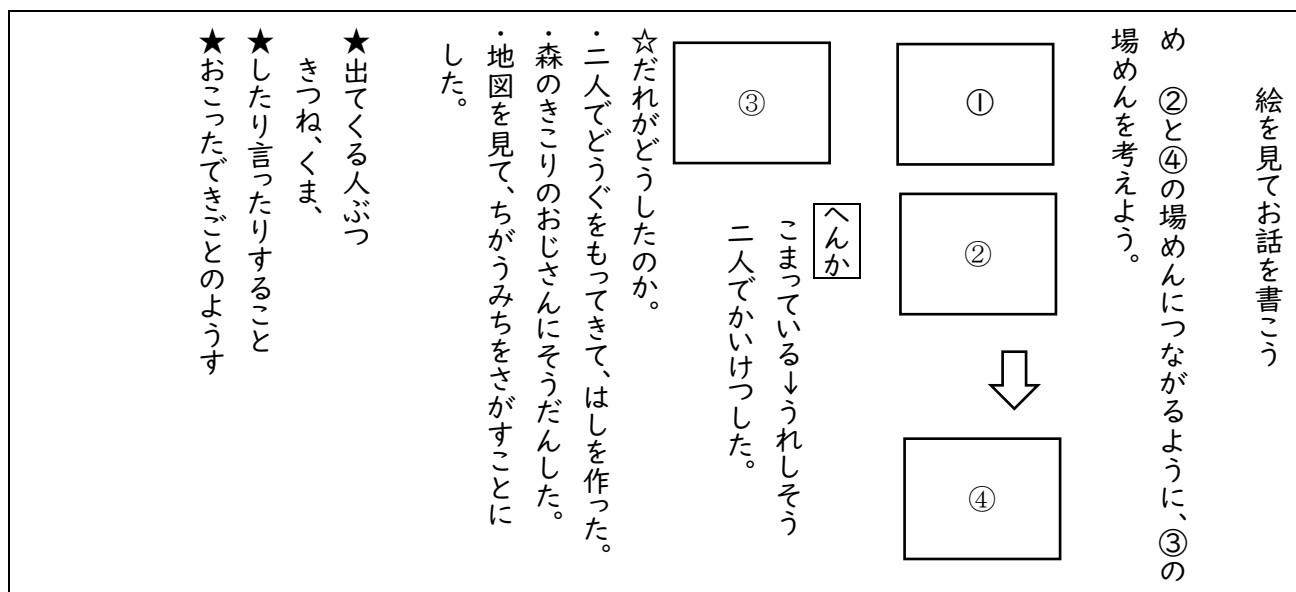 絵を見てお話を書こう
め　②と④の場めんにつながるように、③の
場めんを考えよう。
①
②
④
へんか
こまっている→うれしそう
二人でかいけつした。
③
☆だれがどうしたのか。
・二人でどうぐをもってきて、はしを作った。
・森のきこりのおじさんにそうだんした。
・地図を見て、ちがうみちをさがすことに
した。
★出てくる人ぶつ
きつね、くま、
★したり言ったりすること
★おこったできごとのようす